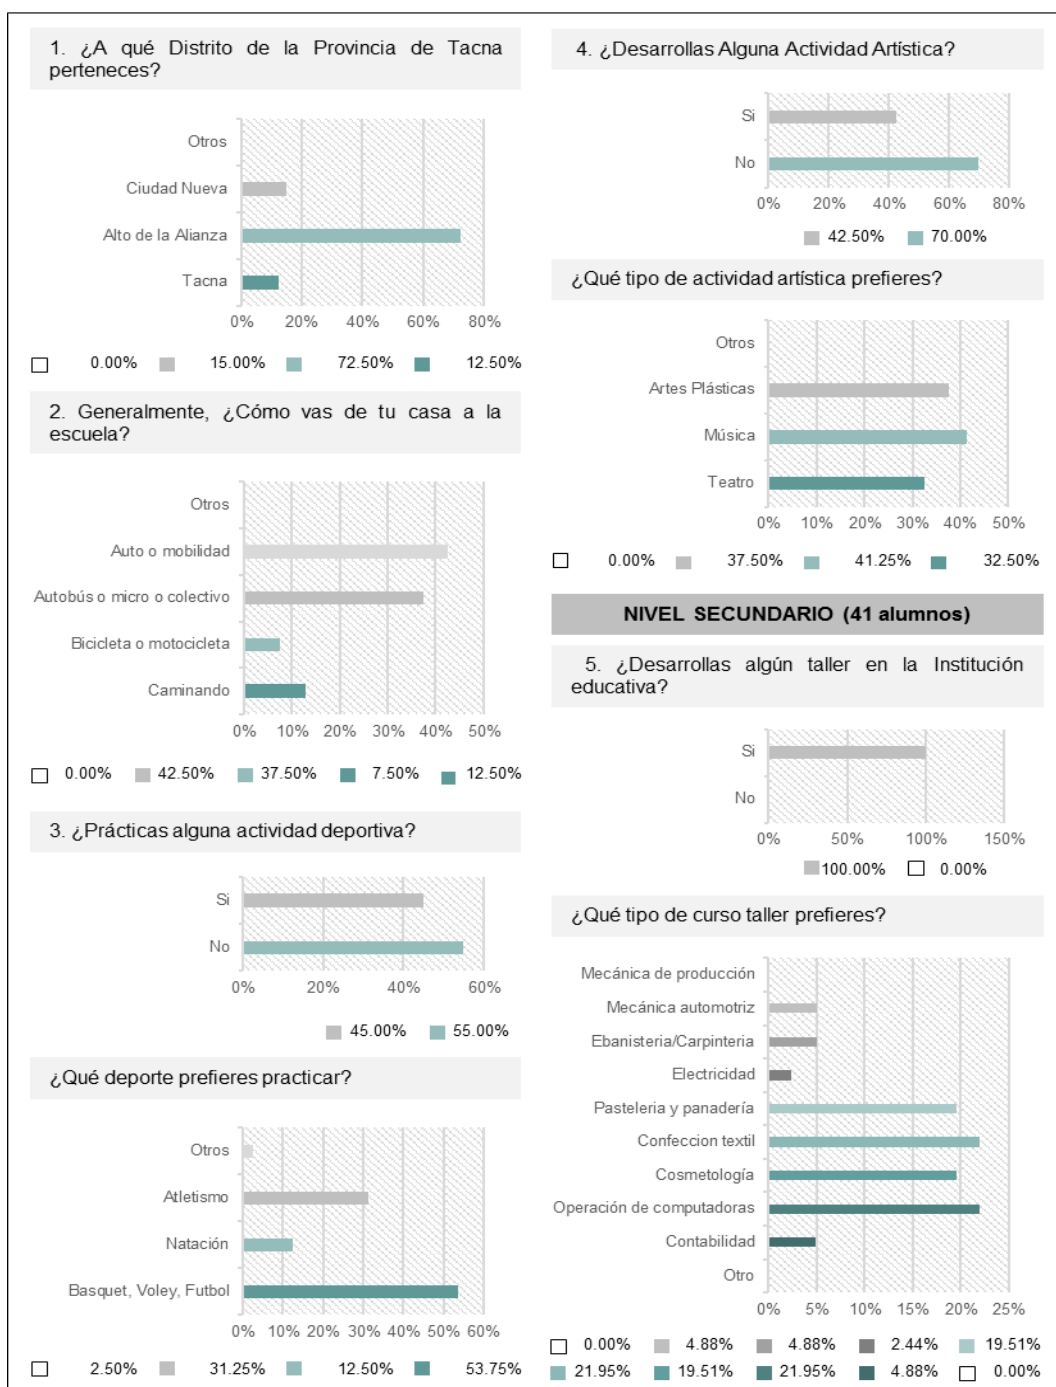 1. ¿A qué Distrito de la Provincia de Tacna
perteneces?
Otros
Ciudad Nueva
Alto de la Alianza
Tacna
0% 20% 40% 60% 80%
0.00% 15.00% 72.50% 12.50%
2. Generalmente, ¿Cómo vas de tu casa a la
escuela?
Otros
Auto o mobilidad
Autobús o micro o colectivo
Bicicleta o motocicleta
Caminando
0% 10% 20% 30% 40% 50%
0.00% 42.50% 37.50% 7.50% 12.50%
3. ¿Prácticas alguna actividad deportiva?
Si
No
0% 20% 40% 60%
45.00% 55.00%
¿Qué deporte prefieres practicar?
Otros
Atletismo
Natación
Basquet, Voley, Futbol
0% 10% 20% 30% 40% 50% 60%
2.50% 31.25% 12.50% 53.75%
4. ¿Desarrollas Alguna Actividad Artística?
Si
No
0% 20% 40% 60% 80%
42.50% 70.00%
¿Qué tipo de actividad artística prefieres?
Otros
Artes Plásticas
Música
Teatro
0% 10% 20% 30% 40% 50%
0.00% 37.50% 41.25% 32.50%
NIVEL SECUNDARIO (41 alumnos)
5. ¿Desarrollas algún taller en la Institución
educativa?
Si
No
0% 50% 100% 150%
100.00% 0.00%
¿Qué tipo de curso taller prefieres?
Mecánica de producción
Mecánica automotriz
Ebanisteria/Carpinteria
Electricidad
Pasteleria y panadería
Confeccion textil
Cosmetología
Operación de computadoras
Contabilidad
Otro
0% 5% 10% 15% 20% 25%
0.00% 4.88% 4.88% 2.44% 19.51%
21.95% 19.51% 21.95% 4.88% 0.00%